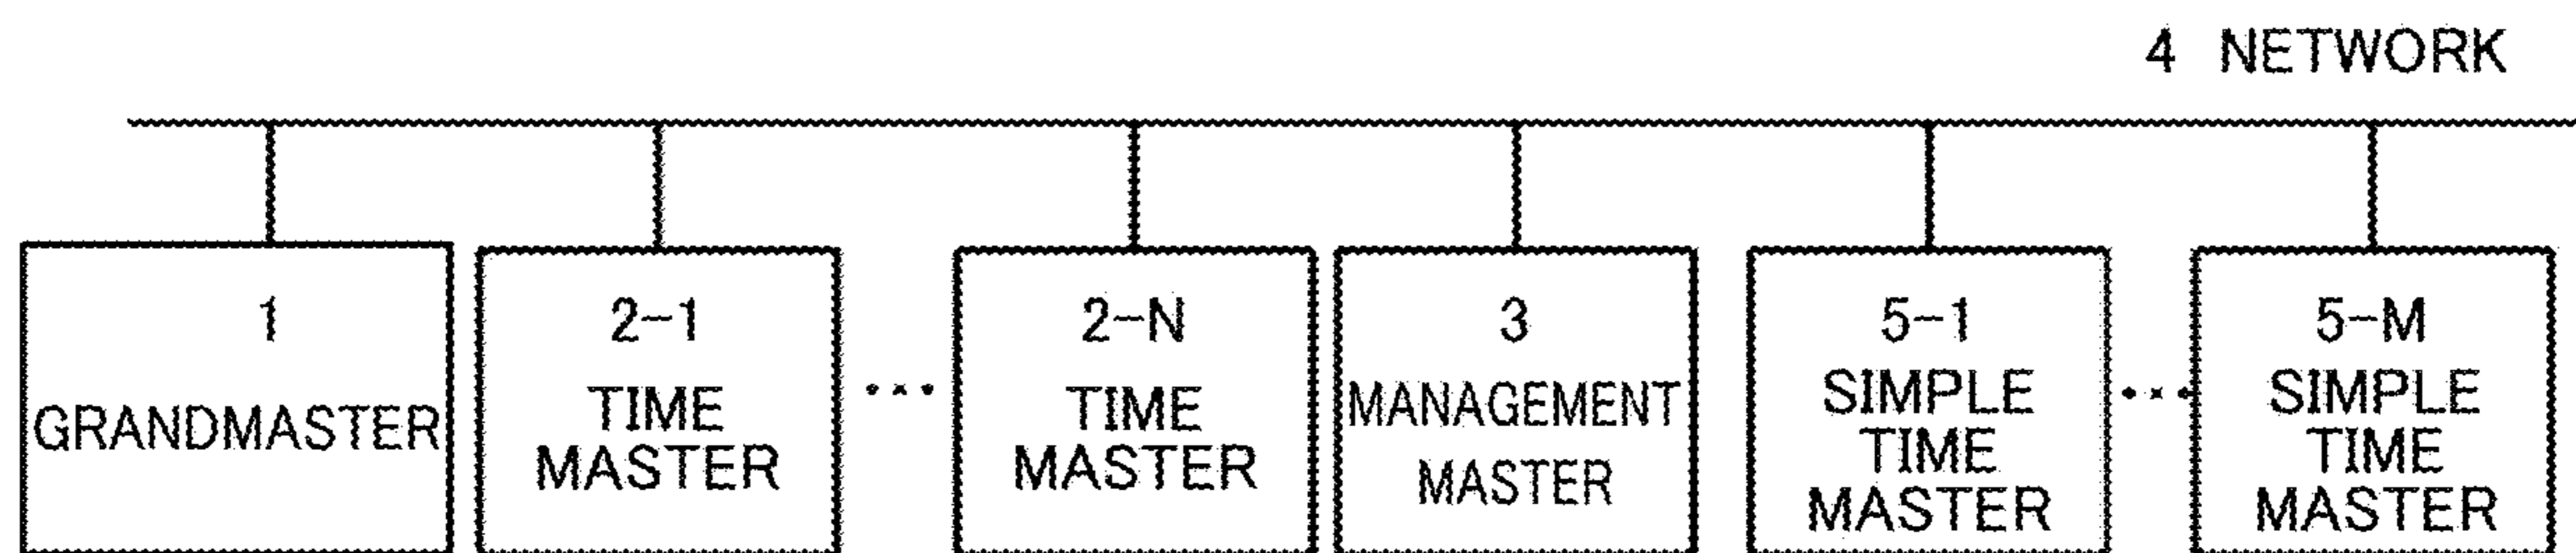 4 NETWORK
1
GRANDMASTER
2-1
TIME
MASTER
...
2-N
TIME
MASTER
3
MANAGEMENT
MASTER
5-1
SIMPLE
TIME
MASTER
...
5-M
SIMPLE
TIME
MASTER